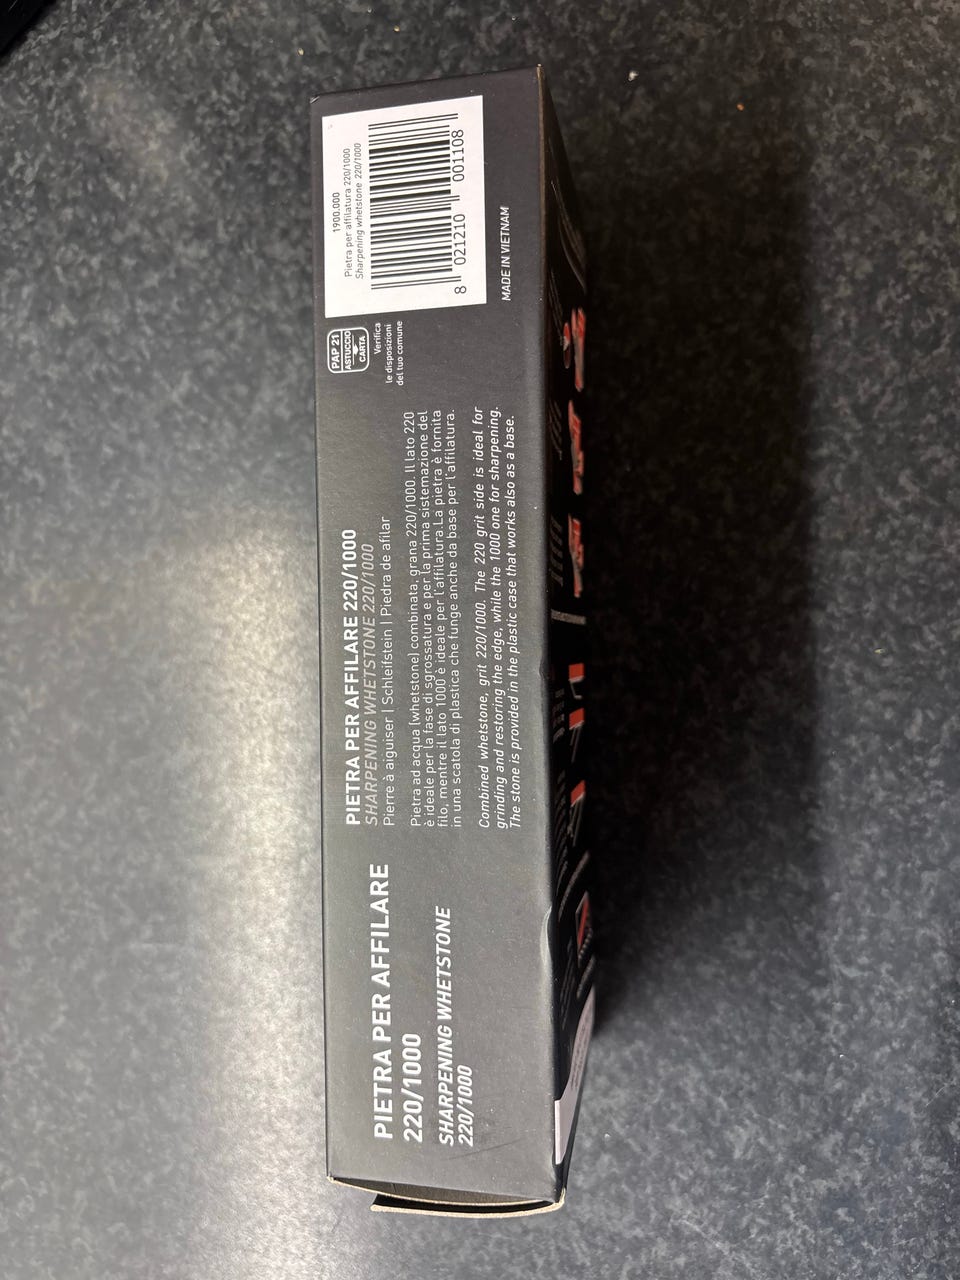 PIETRA PER AFFILARE
220/1000
SHARPENING WHETSTONE
220/1000
PIETRA PER AFFILARE 220/1000
SHARPENING WHETSTONE 220/1000
Pierre à aiguiser | Schleifstein | Piedra de afilar
Pietra ad acqua (whetstone) combinata, grana 220/1000. Il lato 220
è ideale per la fase di sgrossatura e per la prima sistemazione del
filo, mentre il lato 1000 è ideale per l'affilatura.La pietra è fornita
in una scatola di plastica che funge anche da base per l'affilatura.
Combined whetstone, grit 220/1000. The 220 grit side is ideal for
grinding and restoring the edge, while the 1000 one for sharpening.
The stone is provided in the plastic case that works also as a base.
PAP 21
ASTUCCIO
CARTA
Verifica
le disposizioni
del tuo comune
1900.000
Pietra per affilatura 220/1000
Sharpening whetstone 220/1000
8 021210 001108
MADE IN VIETNAM